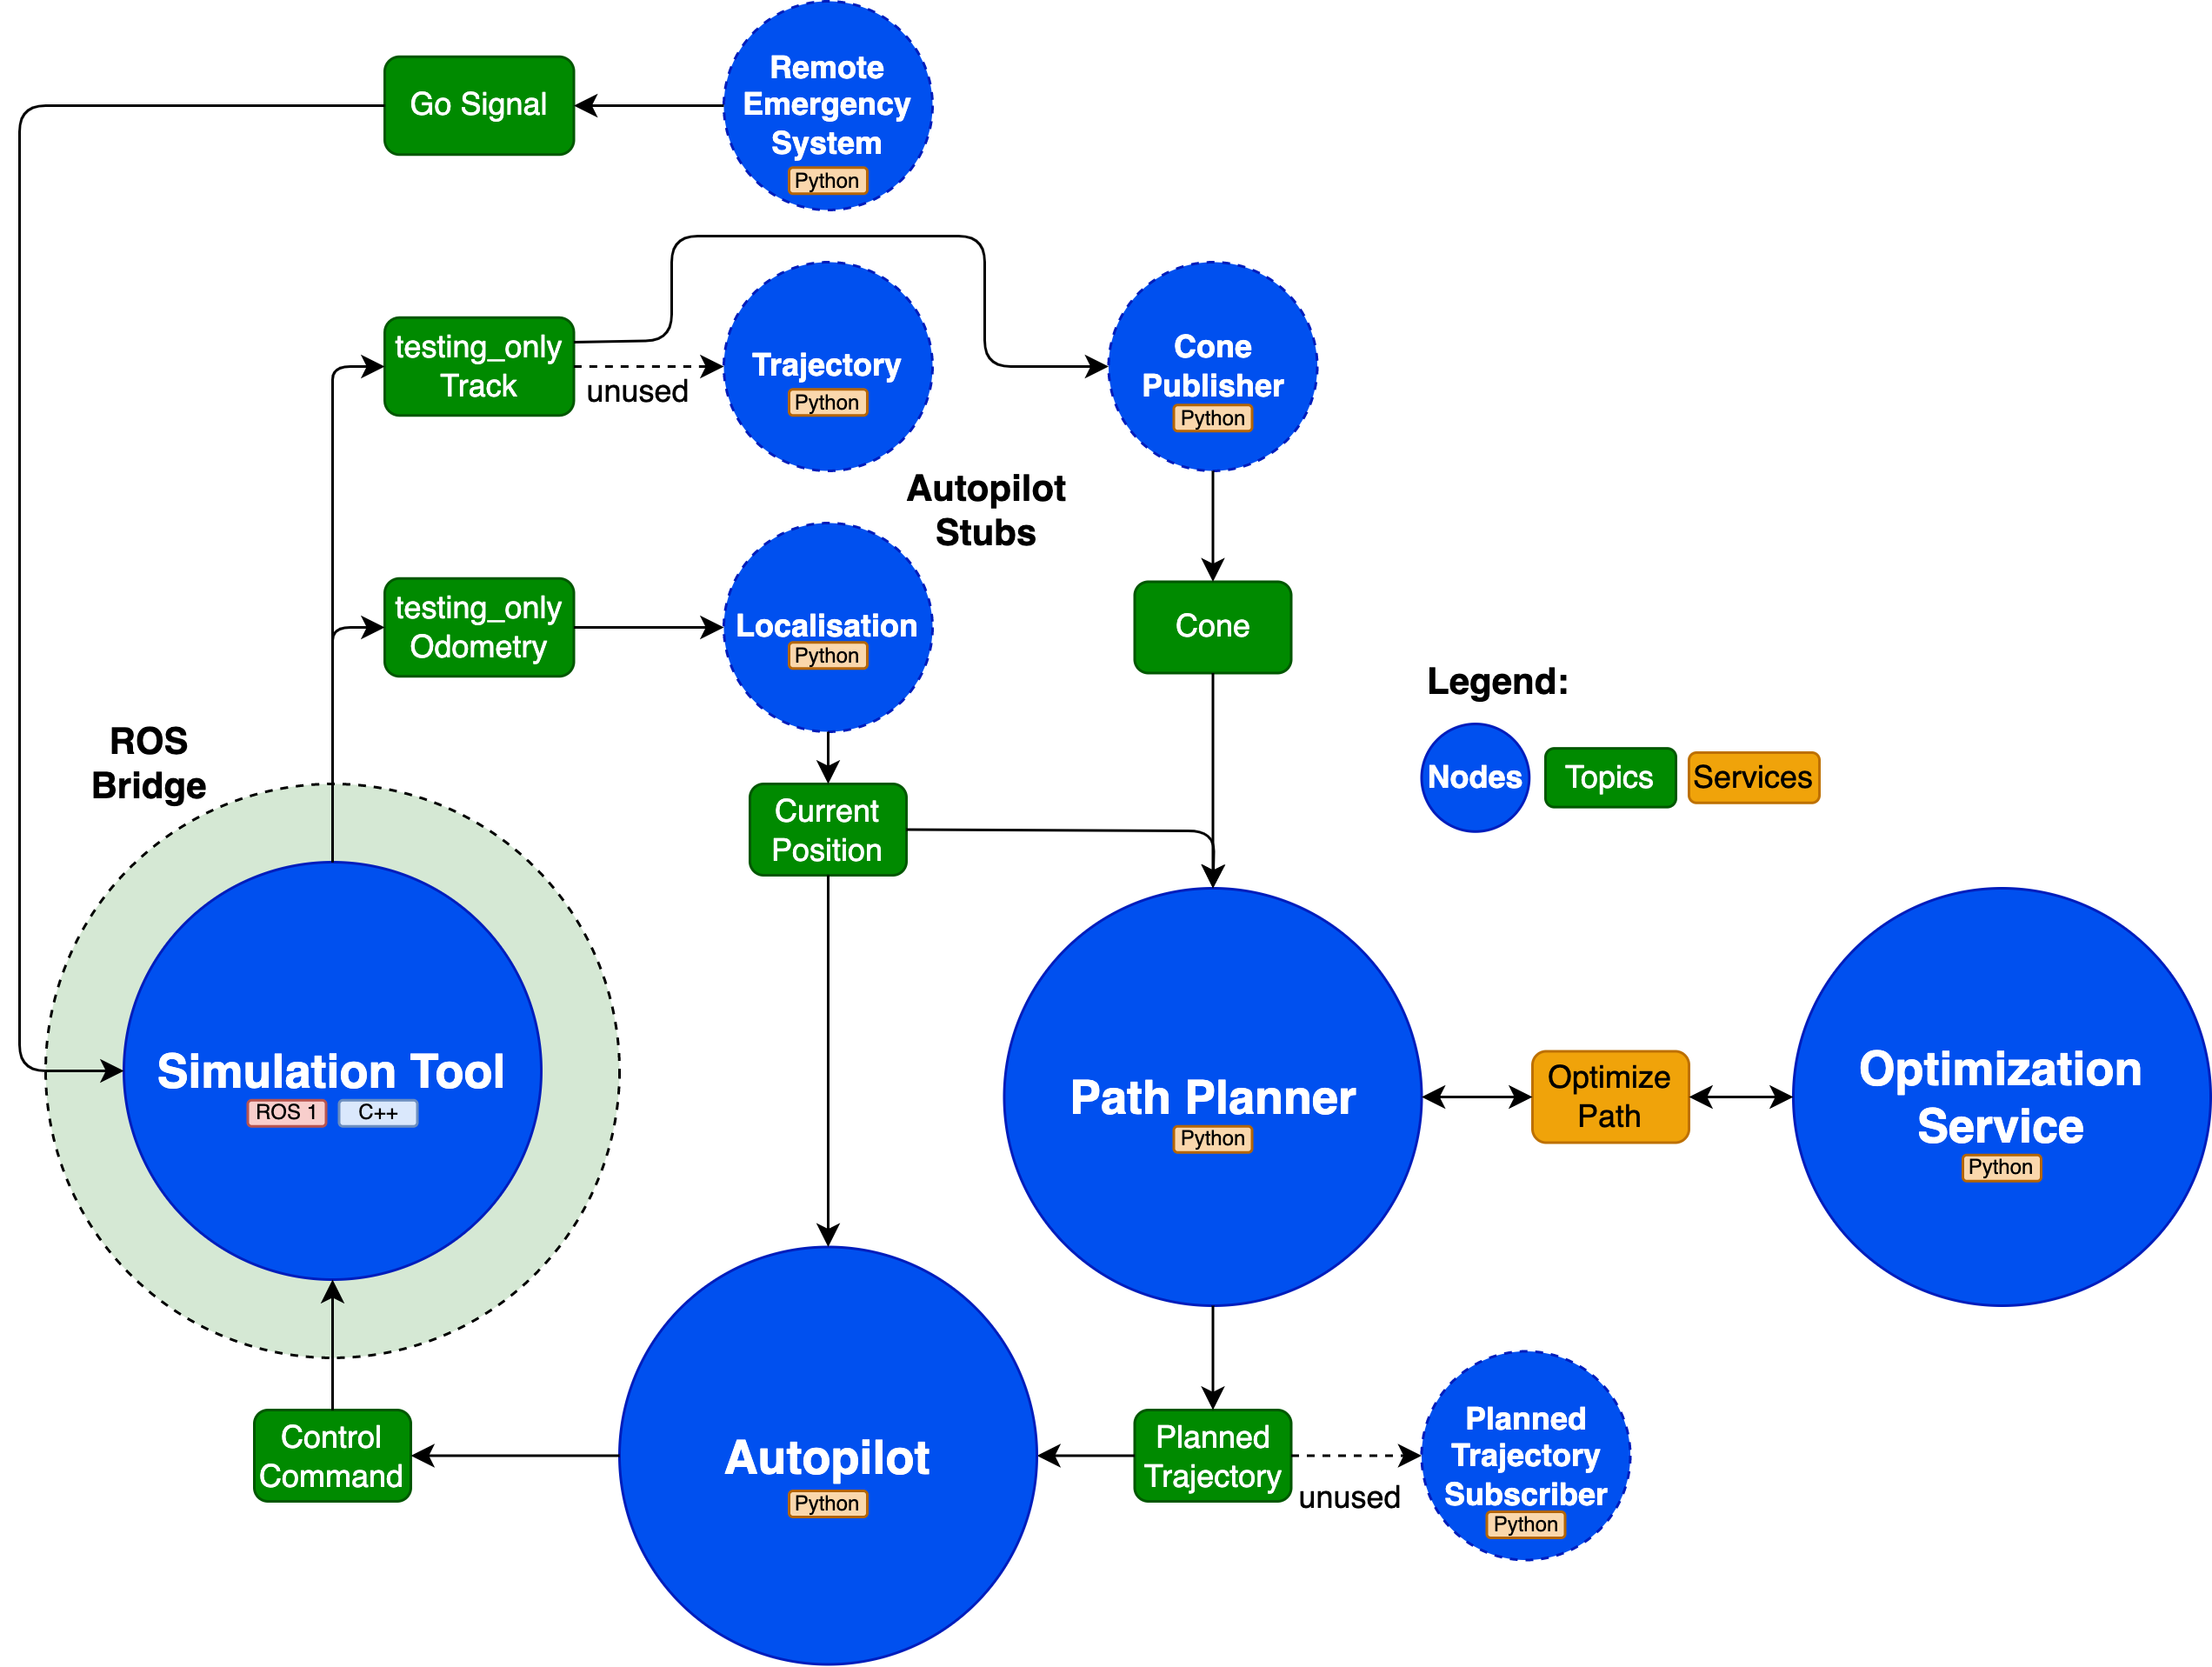 Remote
Emergency
System
Python
Go Signal
testing_only
Track
unused
Trajectory
Python
Cone
Publisher
Python
Autopilot
Stubs
testing_only
Odometry
Localisation
Python
Cone
ROS
Bridge
Current
Position
Legend:
Nodes
Topics
Services
Simulation Tool
ROS 1
C++
Path Planner
Python
Optimize
Path
Optimization
Service
Python
Control
Command
Autopilot
Python
Planned
Trajectory
unused
Planned
Trajectory
Subscriber
Python